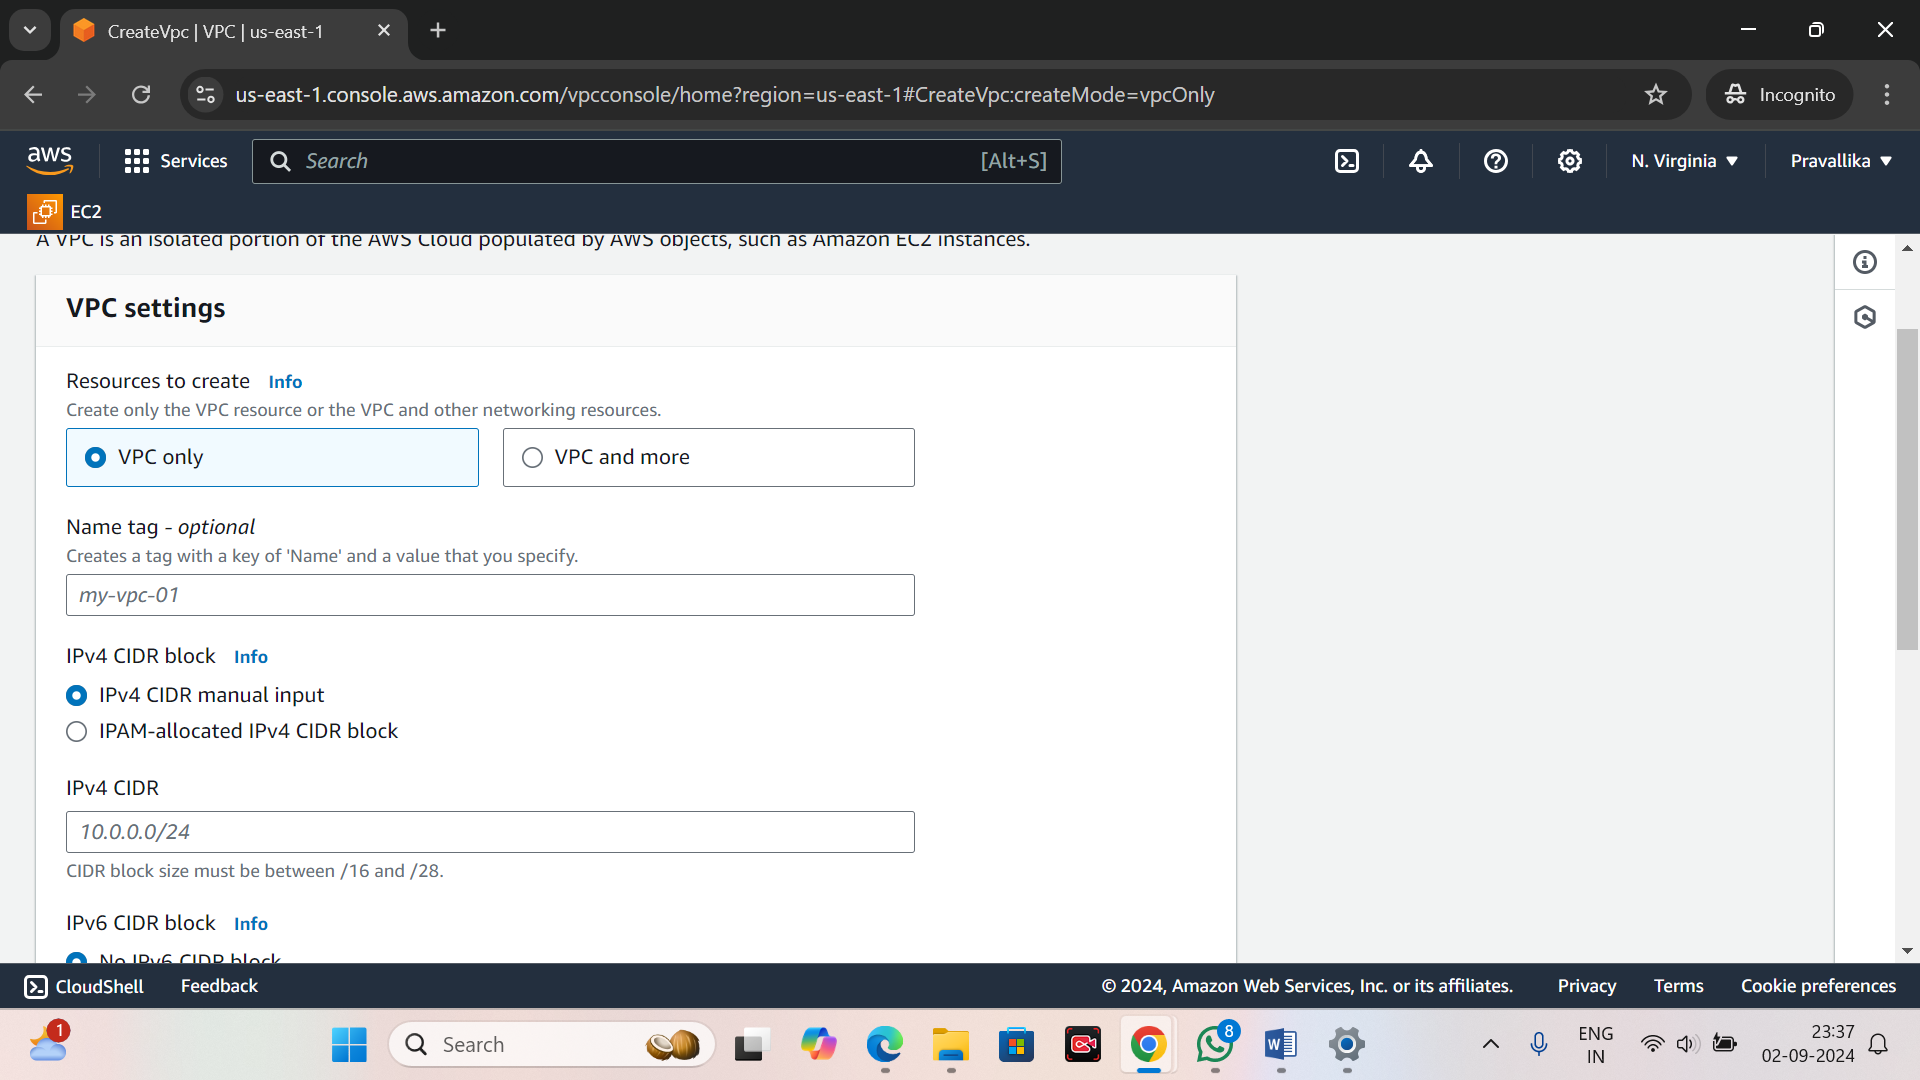 CreateVpc | VPC | us-east-1
us-east-1.console.aws.amazon.com/vpcconsole/home?region=us-east-1#CreateVpc:createMode=vpcOnly
Incognito
aws
Services
Search
[Alt+S]
N. Virginia
Pravallika
EC2
A VPC is an isolated portion of the AWS Cloud populated by AWS objects, such as Amazon EC2 instances.
VPC settings
Resources to create Info
Create only the VPC resource or the VPC and other networking resources.
VPC only
VPC and more
Name tag - optional
Creates a tag with a key of 'Name' and a value that you specify.
my-vpc-01
IPv4 CIDR block Info
IPv4 CIDR manual input
IPAM-allocated IPv4 CIDR block
IPv4 CIDR
10.0.0.0/24
CIDR block size must be between /16 and /28.
IPv6 CIDR block Info
No IPv6 CIDR block
CloudShell
Feedback
© 2024, Amazon Web Services, Inc. or its affiliates.
Privacy
Terms
Cookie preferences
1
Search
8
W
ENG
IN
23:37
02-09-2024